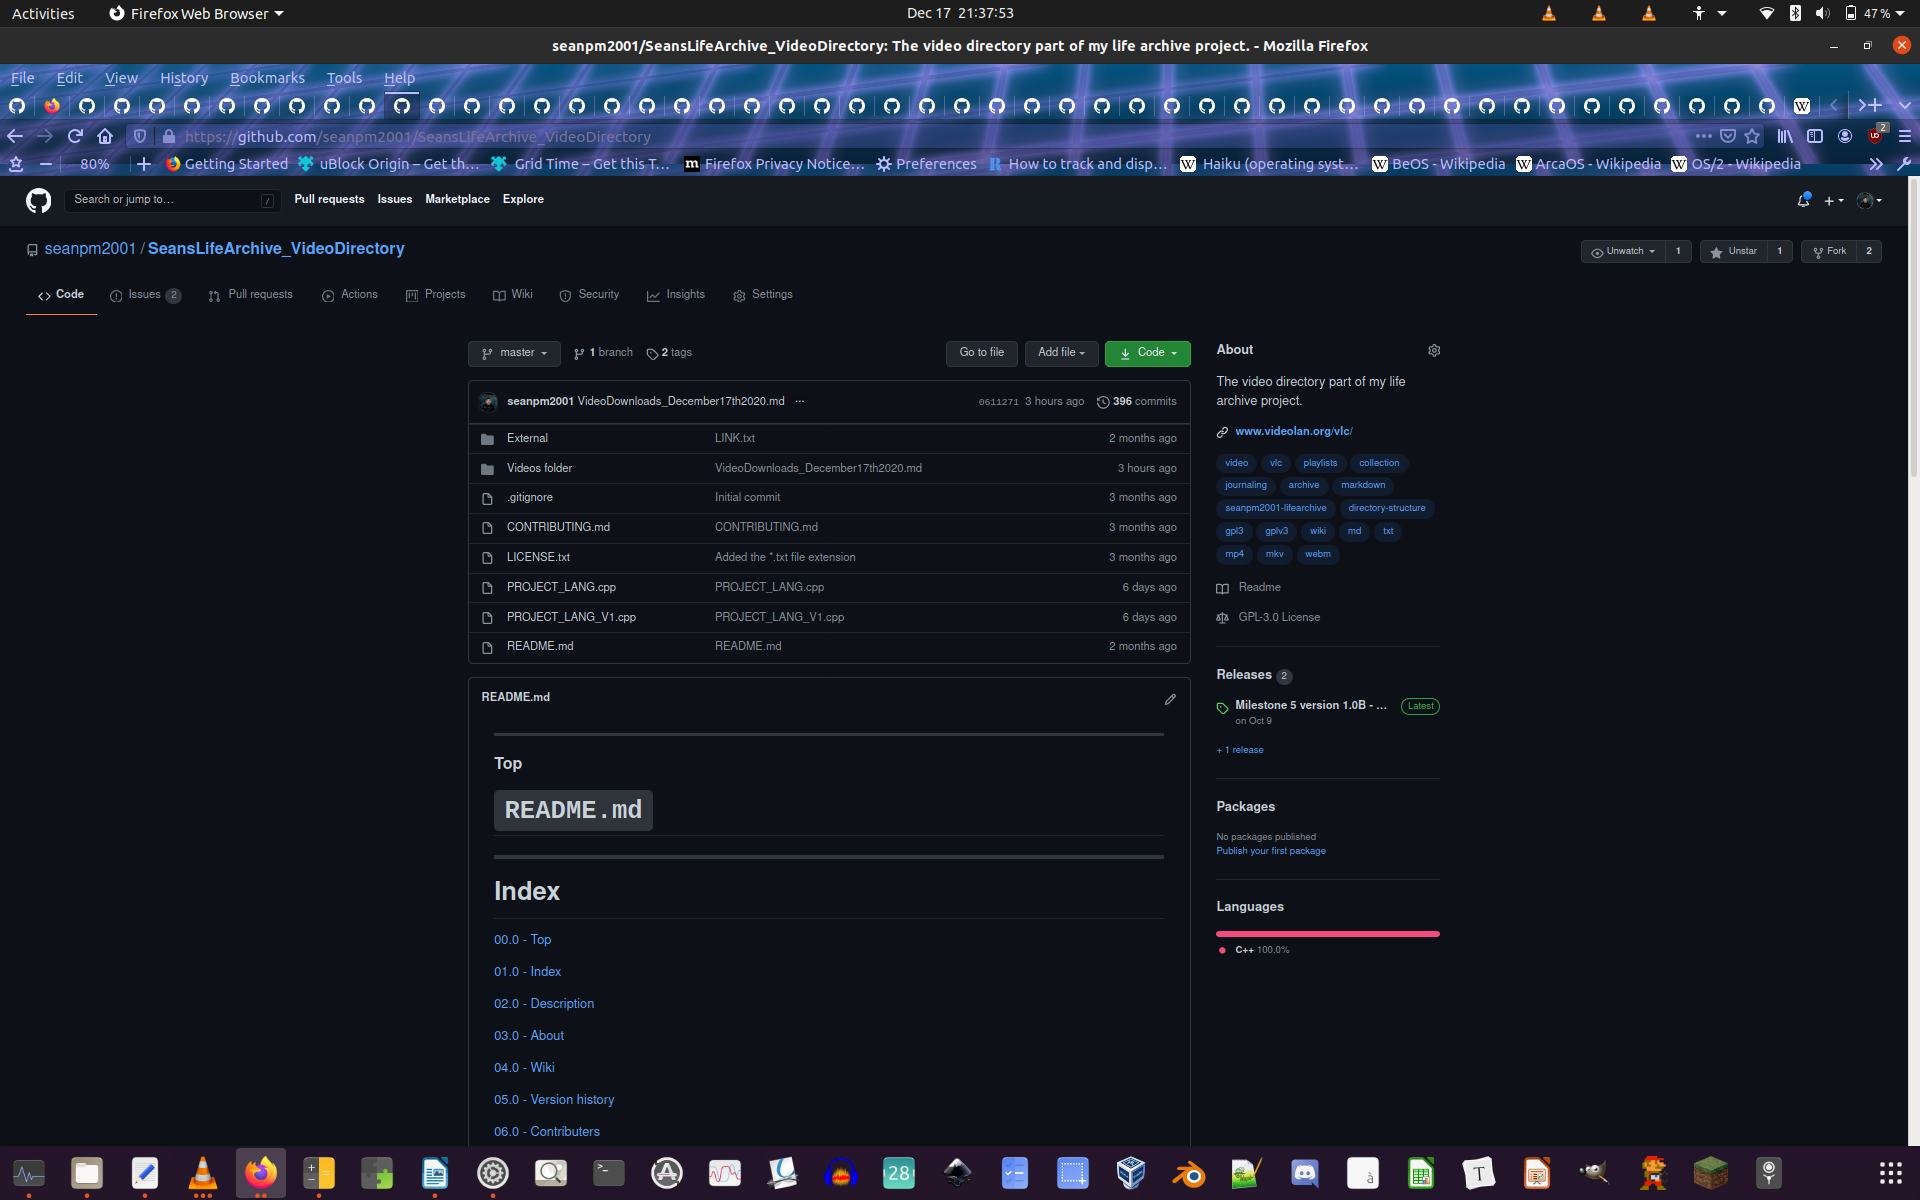 Activities Firefox Web Browser Dec 17 21:37:53 47 %
seanpm2001/SeansLifeArchive_VideoDirectory: The video directory part of my life archive project. - Mozilla Firefox
File Edit View History Bookmarks Tools Help
https://github.com/seanpm2001/SeansLifeArchive_VideoDirectory 2
80% Getting Started uBlock Origin – Get th… Grid Time – Get this T… Firefox Privacy Notice… Preferences How to track and disp… Haiku (operating syst… BeOS - Wikipedia ArcaOS - Wikipedia OS/2 - Wikipedia
Search or jump to… / Pull requests Issues Marketplace Explore
seanpm2001 / SeansLifeArchive_VideoDirectory Unwatch 1 Unstar 1 Fork 2
Code Issues 2 Pull requests Actions Projects Wiki Security Insights Settings
master 1 branch 2 tags Go to file Add file Code
seanpm2001 VideoDownloads_December17th2020.md ... 0611271 3 hours ago 396 commits
External LINK.txt 2 months ago
Videos folder VideoDownloads_December17th2020.md 3 hours ago
.gitignore Initial commit 3 months ago
CONTRIBUTING.md CONTRIBUTING.md 3 months ago
LICENSE.txt Added the *.txt file extension 3 months ago
PROJECT_LANG.cpp PROJECT_LANG.cpp 6 days ago
PROJECT_LANG_V1.cpp PROJECT_LANG_V1.cpp 6 days ago
README.md README.md 2 months ago
README.md
Top
README.md
Index
00.0 - Top
01.0 - Index
02.0 - Description
03.0 - About
04.0 - Wiki
05.0 - Version history
06.0 - Contributers
About
The video directory part of my life
archive project.
www.videolan.org/vlc/
video vlc playlists collection
journaling archive markdown
seanpm2001-lifearchive directory-structure
gpl3 gplv3 wiki md txt
mp4 mkv webm
Readme
GPL-3.0 License
Releases 2
Milestone 5 version 1.0B - ... Latest
on Oct 9
+ 1 release
Packages
No packages published
Publish your first package
Languages
C++ 100.0%
28